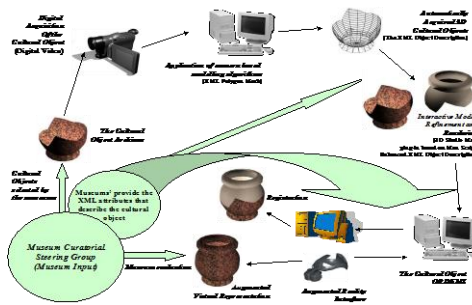 Digital
Acquisition
Of the
Cultural Object
(Digital Video)
Application of
modelling algorithms
[XML Polygon Mesh]
Automatically
Acquired 3D
Cultural Objects
[The XML Object Description]
Interactive Model
Refinement and
Rendering
The Cultural
Object Archives
Cultural
Objects
selected by
the museum
Museums' provide the
XML attributes that
describe the cultural
object
Museum Curatorial
Steering Group
(Museum Input)
Museum evaluation
Registration
Augmented
Virtual Representation
Augmented Reality
Interface
The Cultural Object